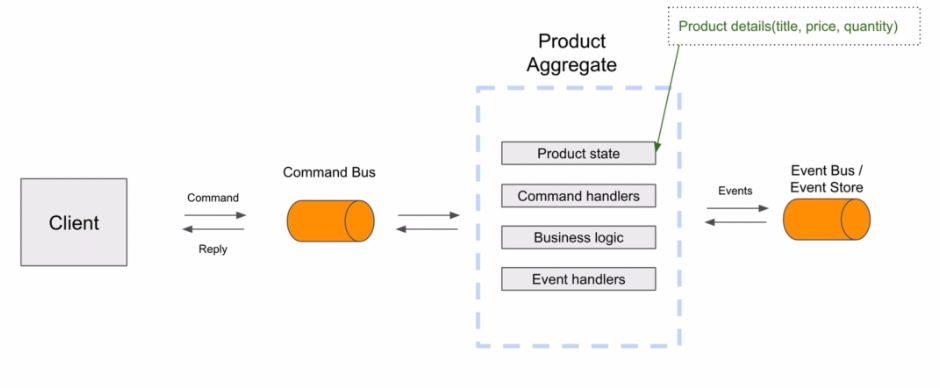 Product details(title, price, quantity)
Product
Aggregate
Client
Command
Reply
Command Bus
Product state
Command handlers
Business logic
Event handlers
Events
Event Bus /
Event Store